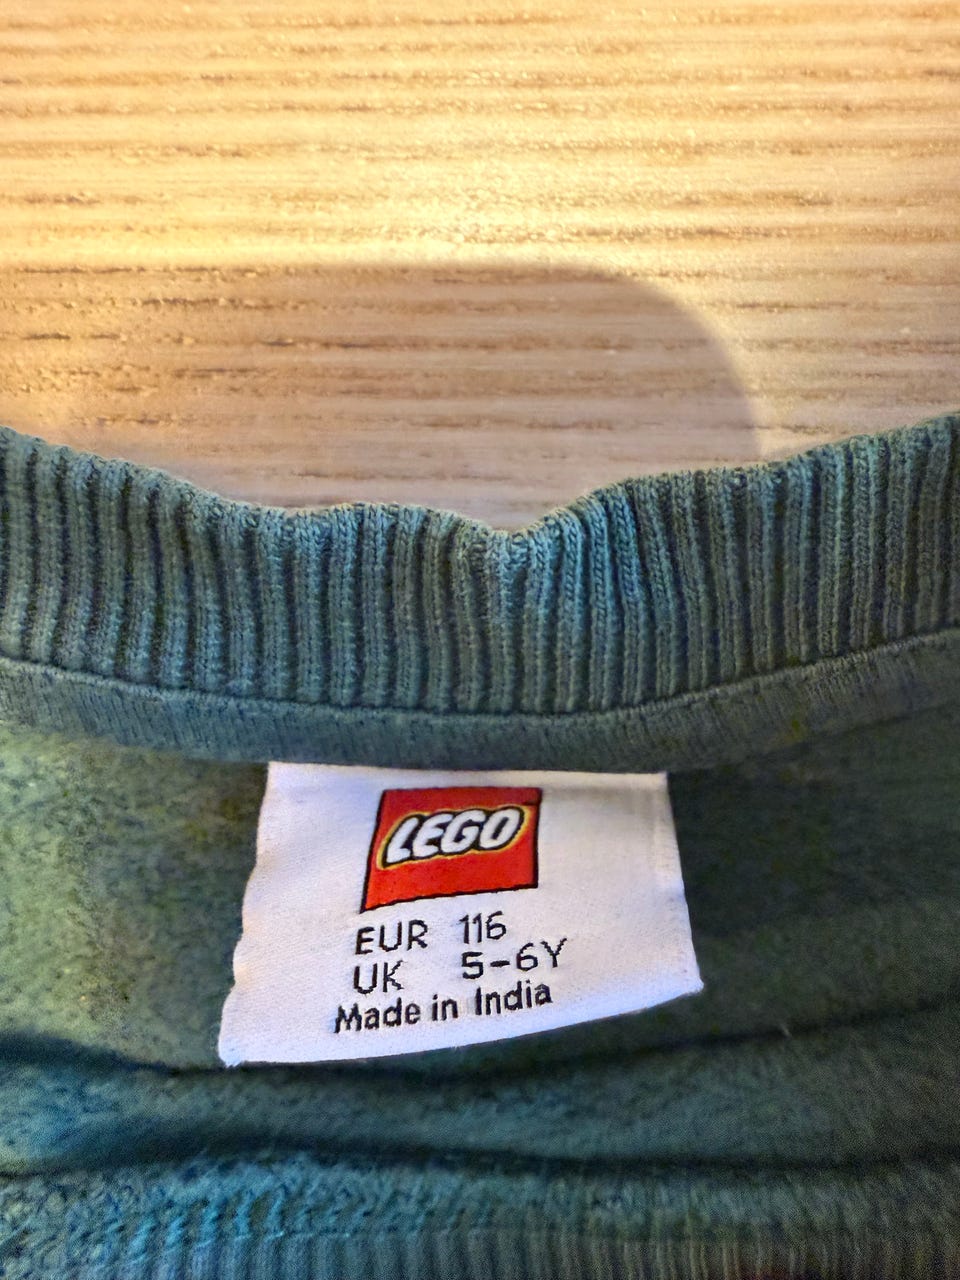 LEGO
EUR 116
UK 5-6Y
Made in India